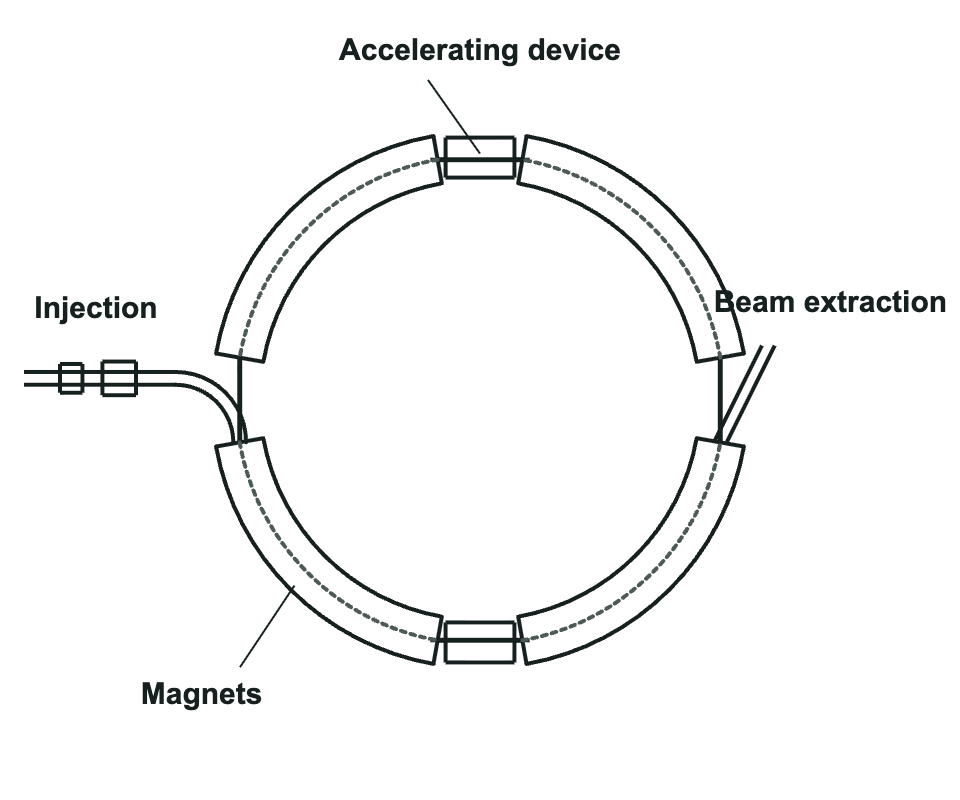 Accelerating device
Injection
Beam extraction
Magnets